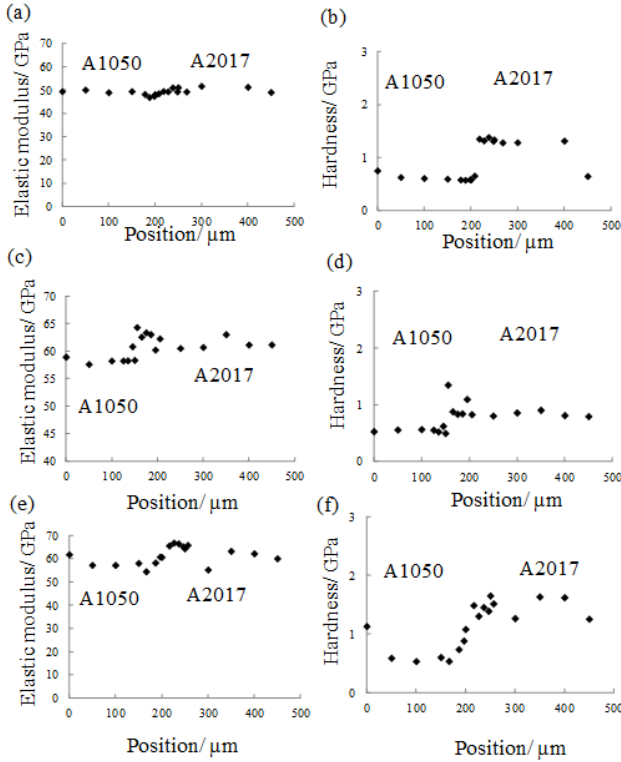 (a)
Elastic modulus/ GPa
70
60
50
40
30
20
10
0
A1050
A2017
0
100
200
300
400
500
Position/ µm
(b)
Hardness/ GPa
3
2
1
0
A1050
A2017
0
100
200
300
400
500
Position/ µm
(c)
Elastic modulus/ GPa
70
65
60
55
50
45
40
A1050
A2017
0
100
200
300
400
500
Position/ µm
(d)
Hardness/ GPa
3
2
1
0
A1050
A2017
0
100
200
300
400
500
Position/ µm
(e)
Elastic modulus/ GPa
70
60
50
40
30
20
10
0
A1050
A2017
0
100
200
300
400
500
Position/ µm
(f)
Hardness/ GPa
3
2
1
0
A1050
A2017
0
100
200
300
400
500
Position/ µm